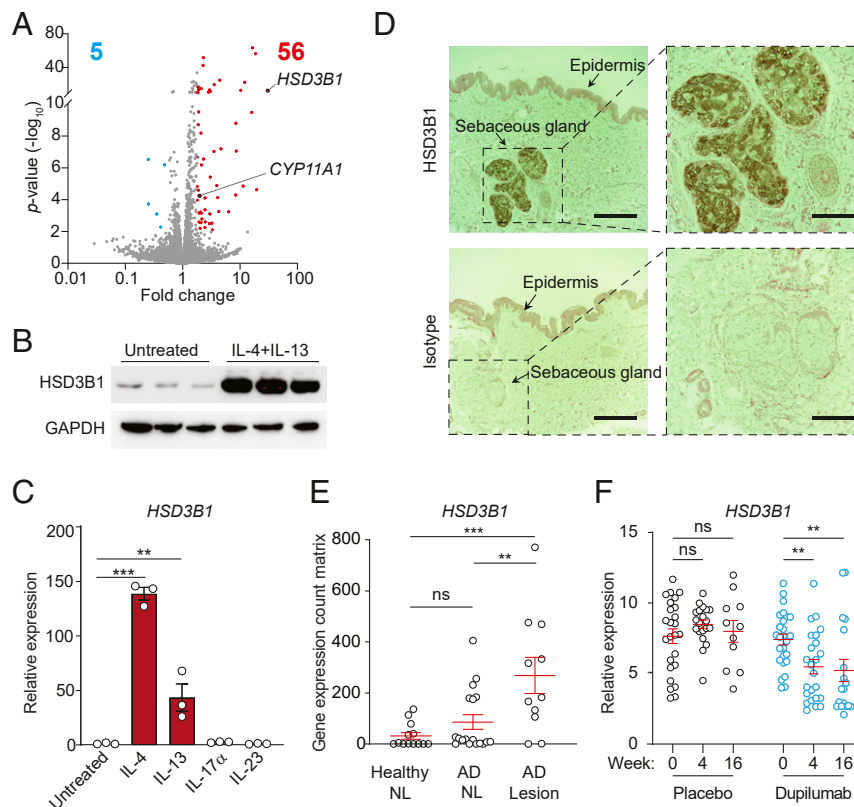 A
5
56
80
40
10
8
6
4
2
0
p-value (-log10)
HSD3B1
CYP11A1
0.01
0.1
1
10
100
Fold change
B
Untreated
IL-4+IL-13
HSD3B1
GAPDH
C
HSD3B1
200
150
100
50
0
Relative expression
***
**
Untreated
IL-4
IL-13
IL-17α
IL-23
D
HSD3B1
Epidermis
Sebaceous gland
Isotype
Epidermis
Sebaceous gland
E
HSD3B1
800
600
400
200
0
Gene expression count matrix
***
**
ns
Healthy
NL
AD
NL
AD
Lesion
F
HSD3B1
15
10
5
0
Relative expression
ns
ns
**
**
Week: 0 4 16 0 4 16
Placebo
Dupilumab